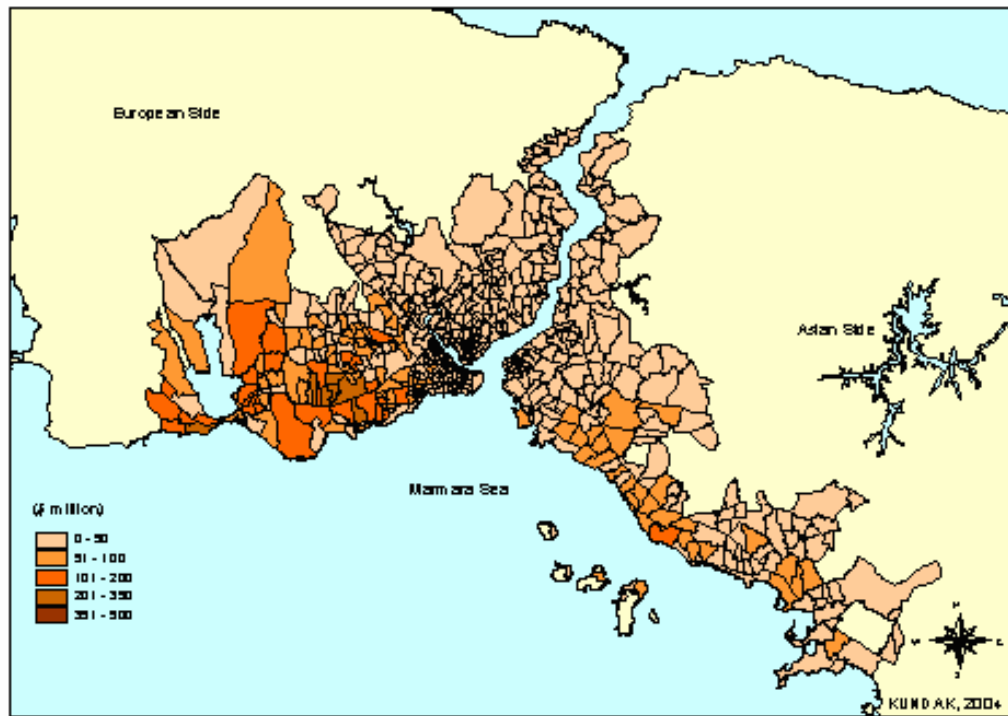 European Side
Asian Side
Marmara Sea
($ million)
0 - 50
51 - 100
101 - 200
201 - 350
351 - 500
N
W
E
S
KUNDAK, 2004